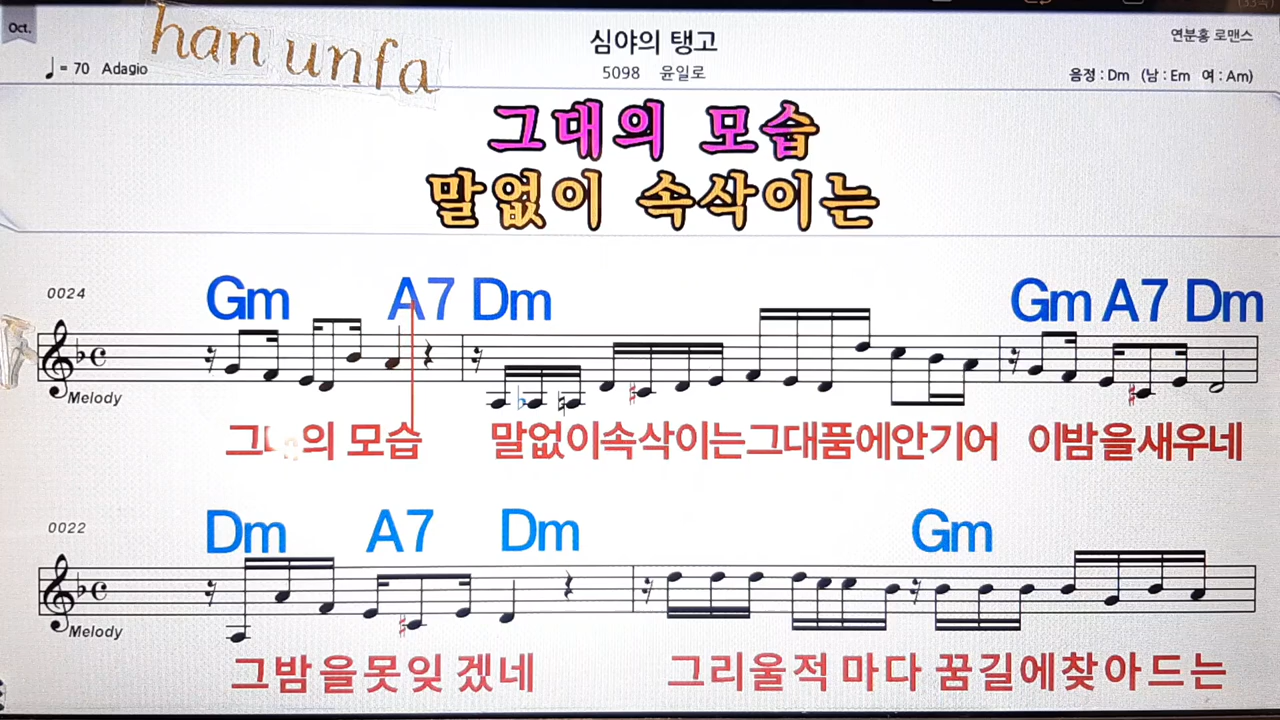 Oct.
han unfa
심야의 탱고
연분홍 로맨스
♩= 70 Adagio
5098 윤일로
음정 : Dm (남 : Em 여 : Am)
그대의 모습
말없이 속삭이는
0024
Gm A7 Dm Gm A7 Dm
Melody
그 의 모습 말없이속삭이는그대품에안기어 이밤을새우네
0022
Dm A7 Dm Gm
Melody
그밤을못잊겠네 그리울적마다 꿈길에찾아드는